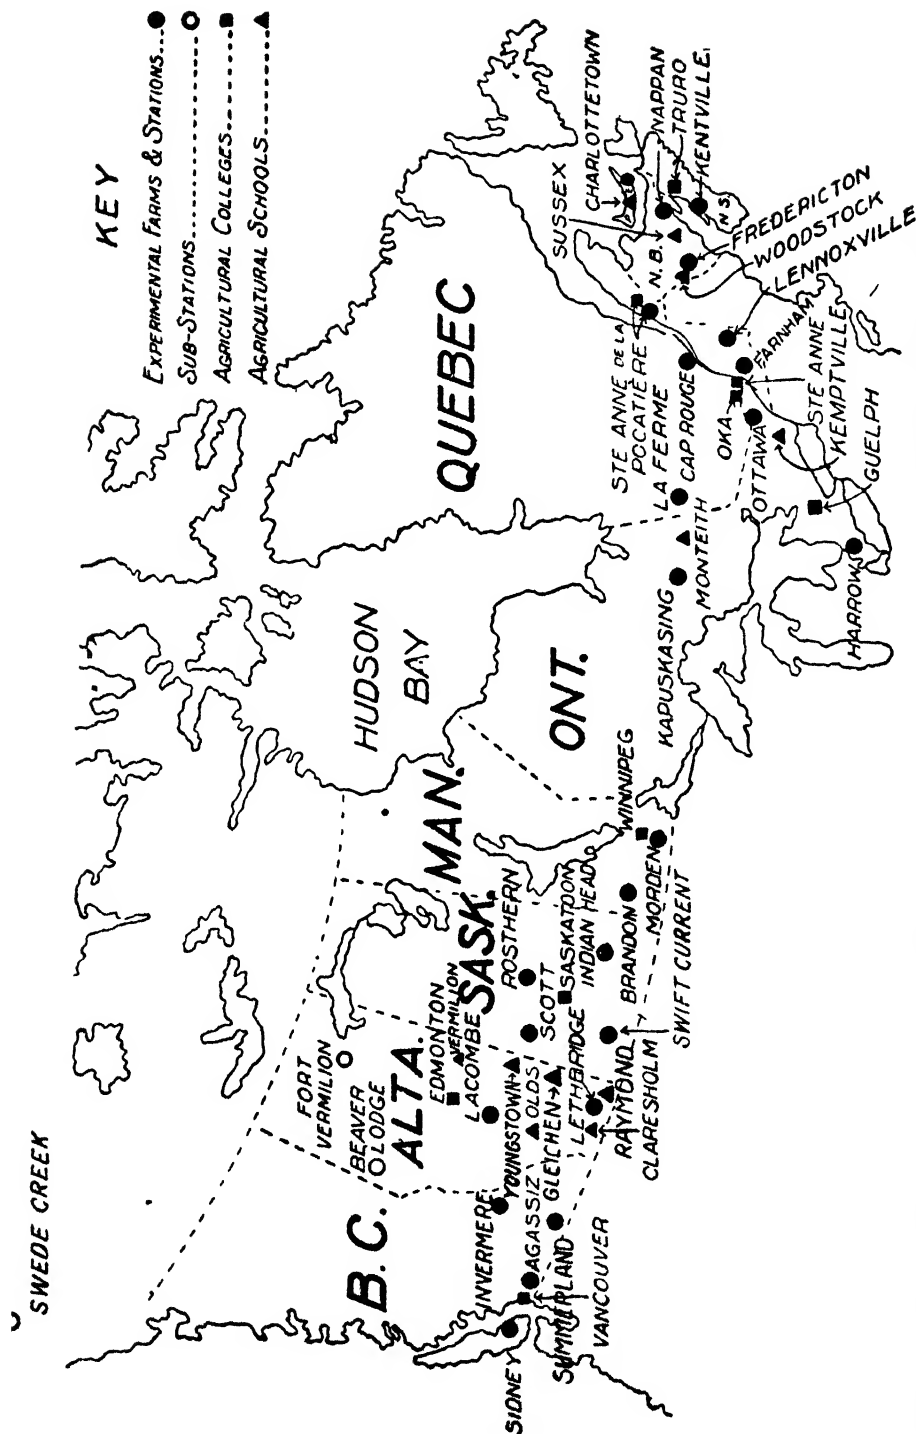 KEY
EXPERIMENTAL FARMS & STATIONS...
SUB-STATIONS...................
AGRICULTURAL COLLEGES........
AGRICULTURAL SCHOOLS.........
SWEDE CREEK
FORT
VERMILION
BEAVER
LODGE
B.C.
ALTA.
SASK.
MAN.
ONT.
QUEBEC
HUDSON
BAY
N.B.
N.S.
SIDNEY
INVERMERE
AGASSIZ
SUMMERLAND
VANCOUVER
EDMONTON
VERMILION
LACOMBE
YOUNGSTOWN
OLDS
GLEICHEN
LETHBRIDGE
RAYMOND
CLARESHOLM
ROSTHERN
SCOTT
SASKATOON
INDIAN HEAD
SWIFT CURRENT
BRANDON
MORDEN
WINNIPEG
KAPUSKASING
MONTEITH
HARROW
GUELPH
KEMPTVILLE
OTTAWA
STE ANNE
OKA
FARNHAM
LA FERME
CAP ROUGE
STE ANNE DE LA
POCATIÈRE
LENNOXVILLE
WOODSTOCK
FREDERICTON
SUSSEX
CHARLOTTETOWN
NAPPAN
TRURO
KENTVILLE